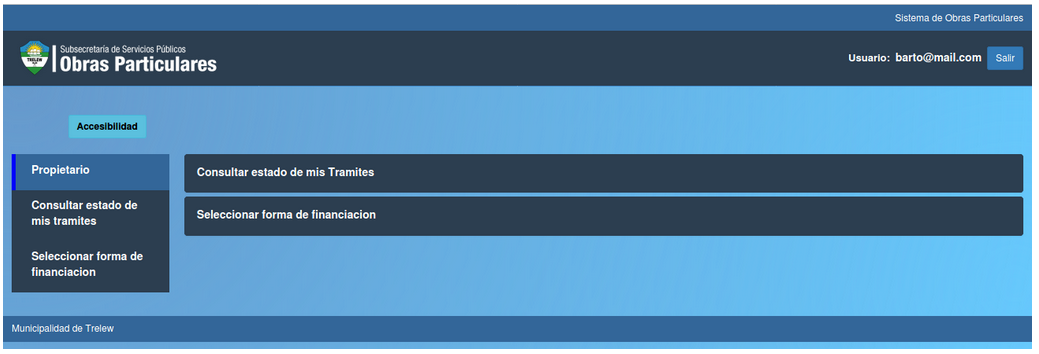 Sistema de Obras Particulares
TRELEW
Subsecretaría de Servicios Públicos
Obras Particulares
Usuario: barto@mail.com
Salir
Accesibilidad
Propietario
Consultar estado de
mis tramites
Seleccionar forma de
financiacion
Consultar estado de mis Tramites
Seleccionar forma de financiacion
Municipalidad de Trelew